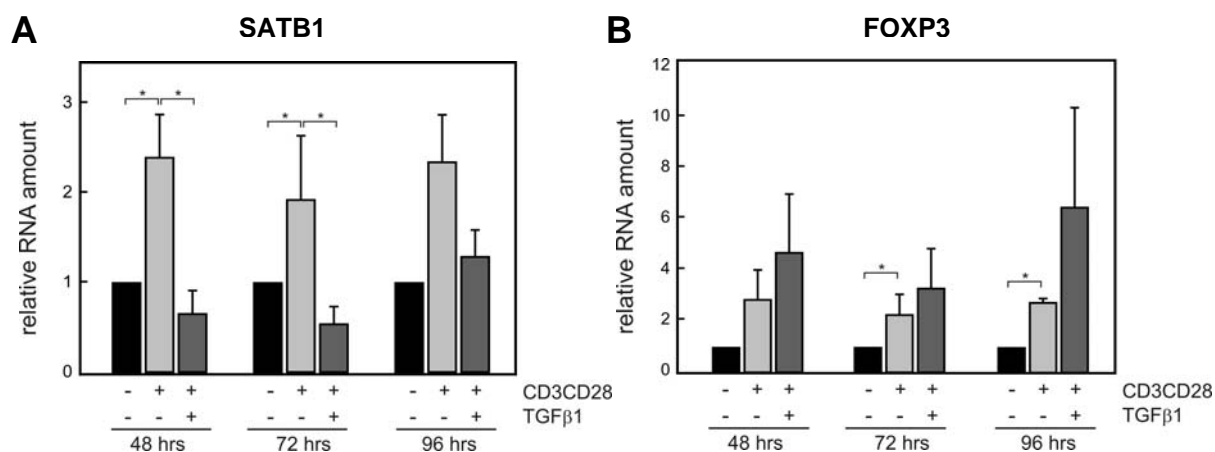 A
SATB1
relative RNA amount
3
2
1
0
* *
* *
- + + - + + - + + CD3CD28
- - + - - + - - + TGFβ1
48 hrs 72 hrs 96 hrs
B
FOXP3
relative RNA amount
12
10
8
6
4
2
0
*
*
- + + - + + - + + CD3CD28
- - + - - + - - + TGFβ1
48 hrs 72 hrs 96 hrs